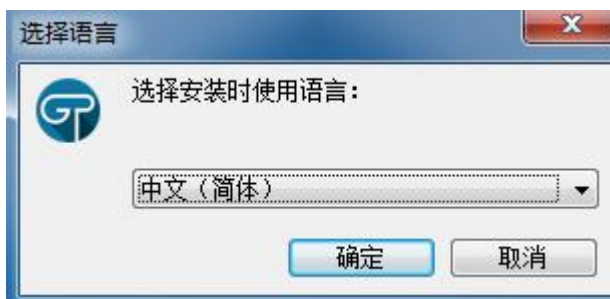 选择语言
选择安装时使用语言：
中文（简体）
确定
取消